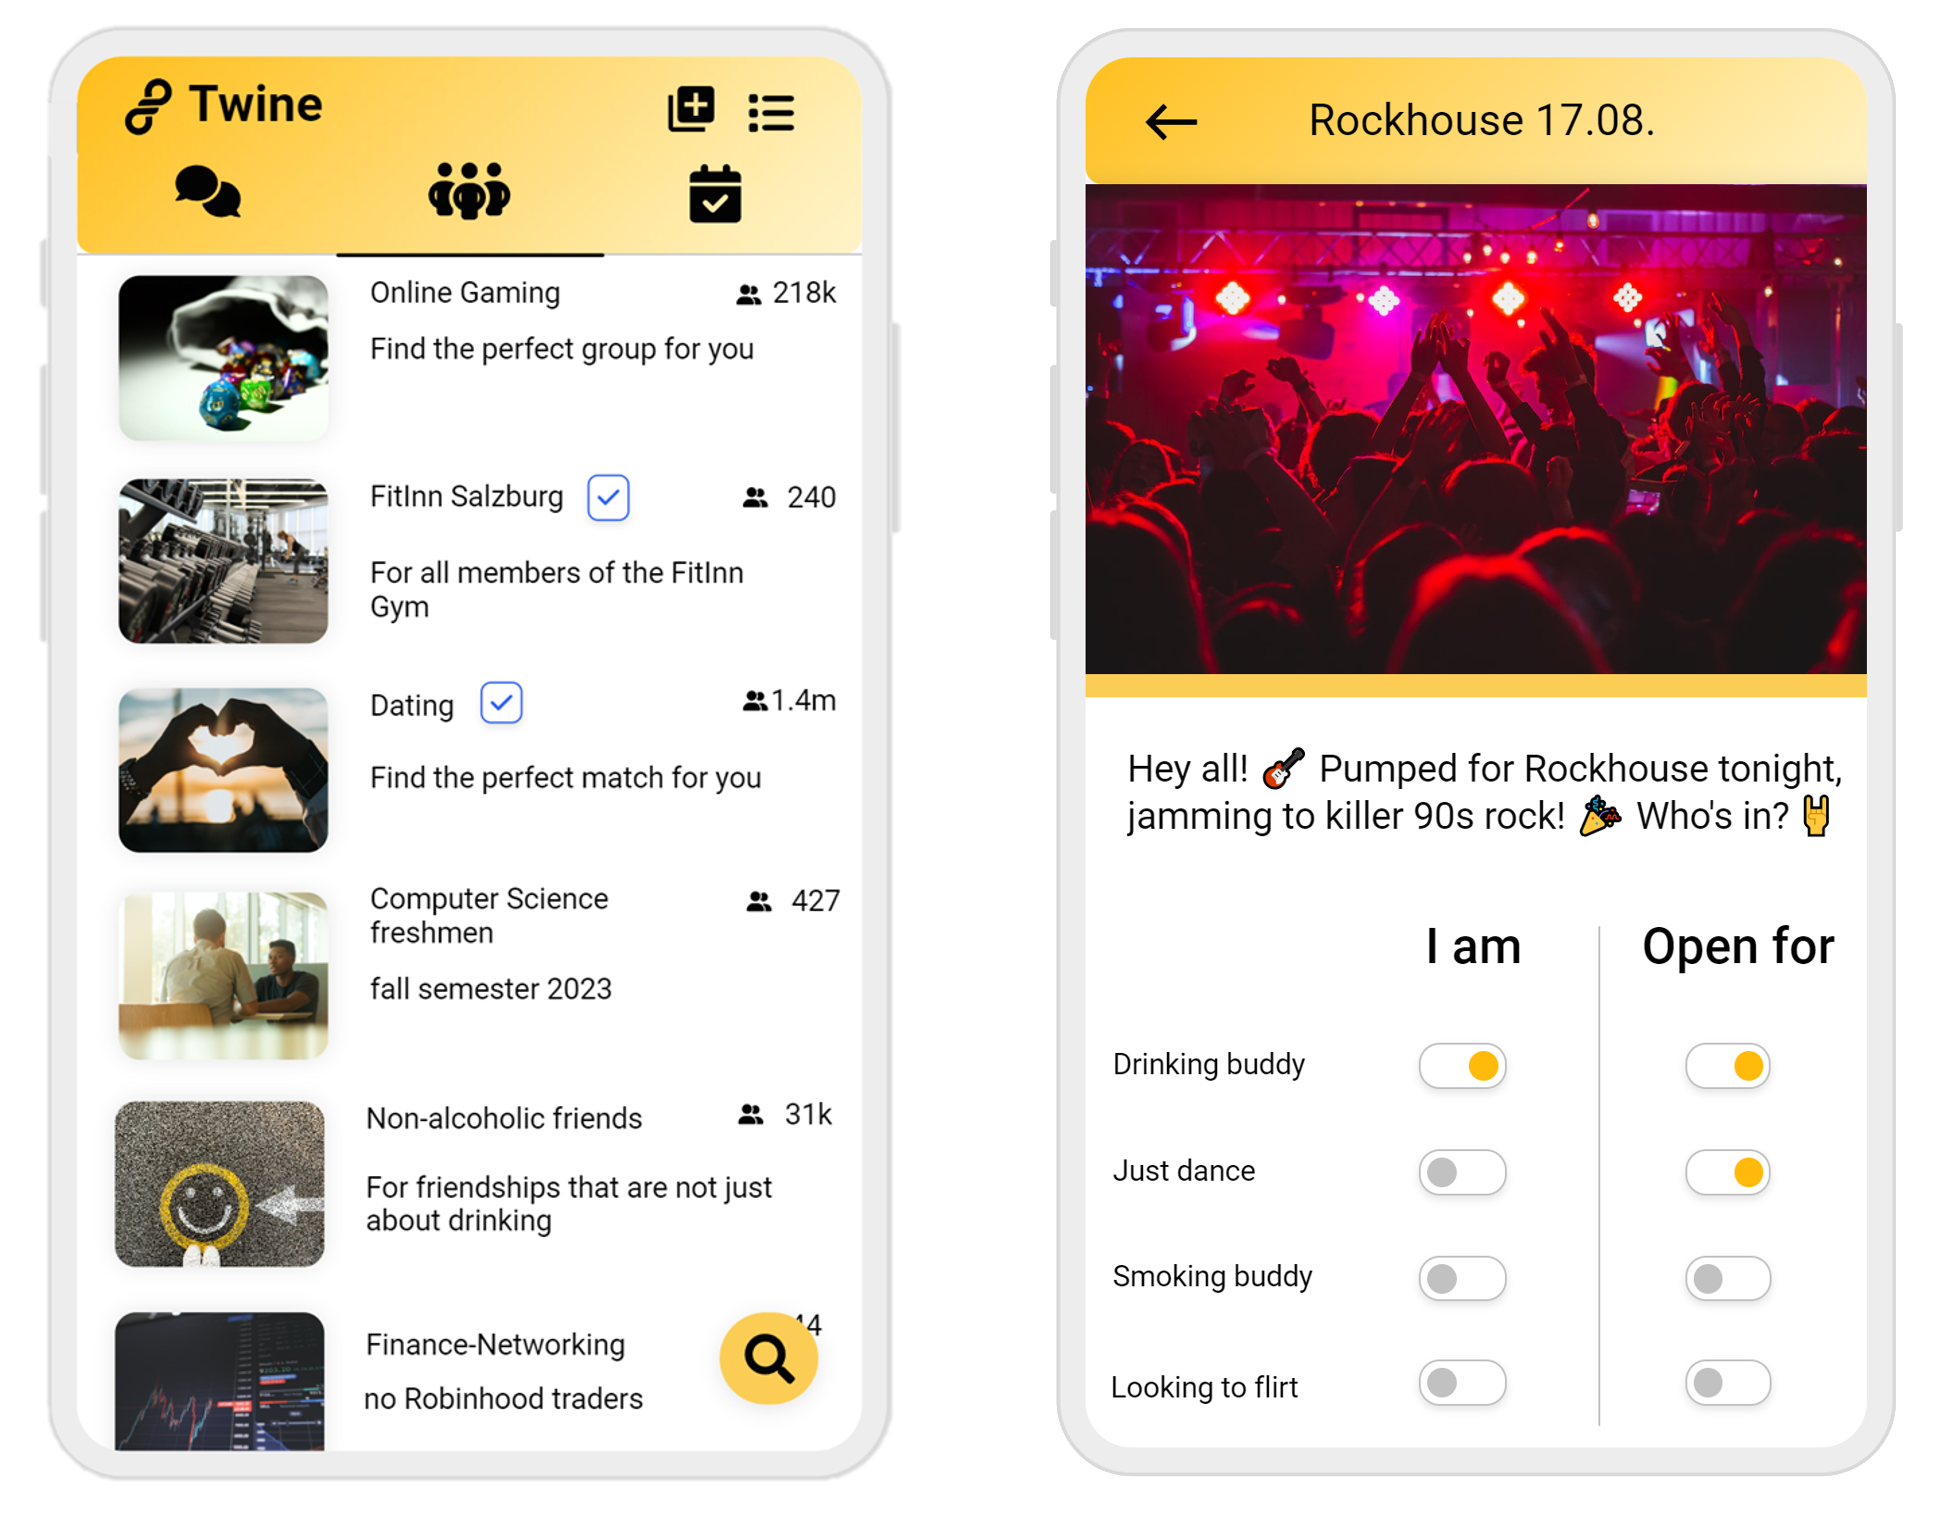 Twine
Online Gaming
218k
Find the perfect group for you
FitInn Salzburg
240
For all members of the FitInn
Gym
Dating
1.4m
Find the perfect match for you
Computer Science
freshmen
427
fall semester 2023
Non-alcoholic friends
31k
For friendships that are not just
about drinking
Finance-Networking
no Robinhood traders
Rockhouse 17.08.
Hey all! 🎸 Pumped for Rockhouse tonight,
jamming to killer 90s rock! 🎉 Who's in? 🤘
I am
Open for
Drinking buddy
Just dance
Smoking buddy
Looking to flirt